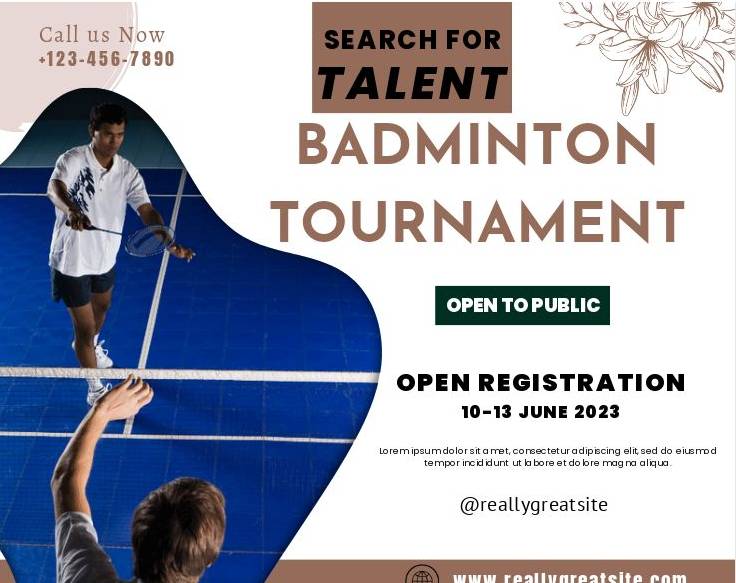 Call us Now
+123-456-7890
SEARCH FOR
TALENT
BADMINTON
TOURNAMENT
OPEN TO PUBLIC
OPEN REGISTRATION
10-13 JUNE 2023
Lorem ipsum dolor sit amet, consectetur adipiscing elit, sed do eiusmod
tempor incididunt ut labore et dolore magna aliqua.
@reallygreatsite
www.reallygreatsite.com